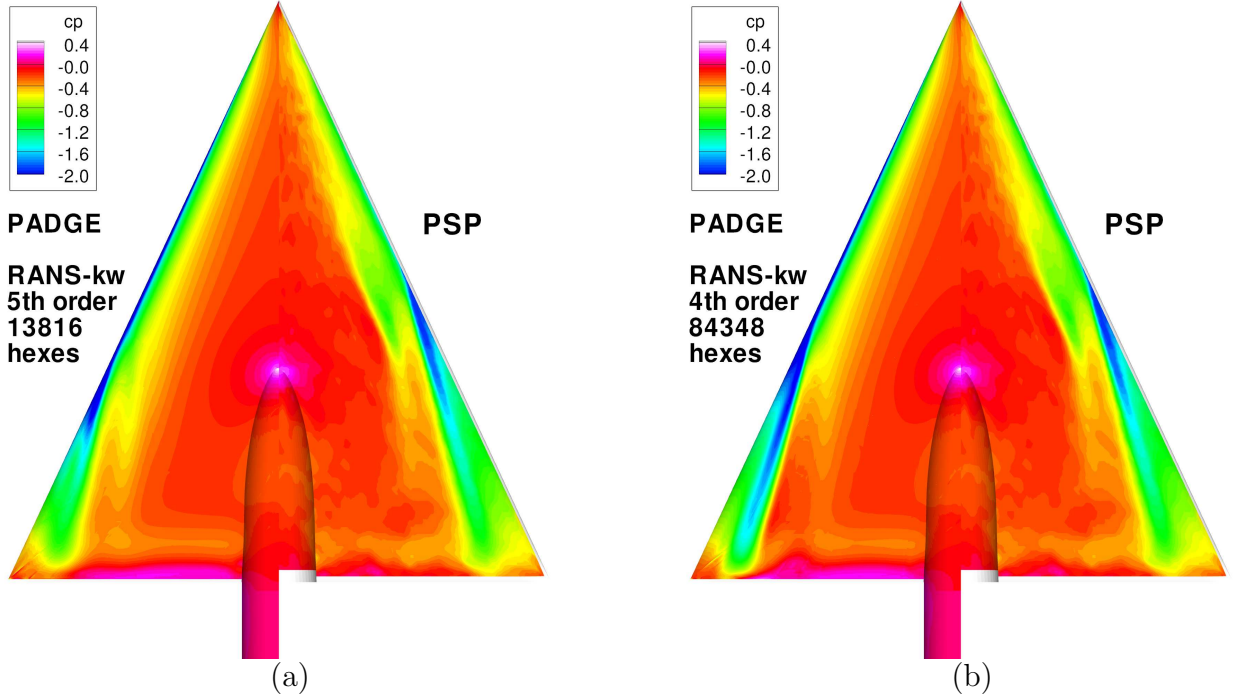 cp
0.4
-0.0
-0.4
-0.8
-1.2
-1.6
-2.0
PADGE
PSP
RANS-kw
5th order
13816
hexes
(a)
cp
0.4
-0.0
-0.4
-0.8
-1.2
-1.6
-2.0
PADGE
PSP
RANS-kw
4th order
84348
hexes
(b)